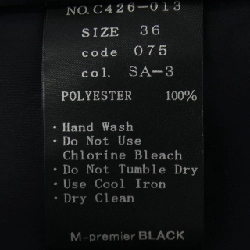 NO.C426-013
SIZE 36
code 075
col. SA-3
POLYESTER 100%
· Hand Wash
· Do Not Use
Chlorine Bleach
· Do Not Tumble Dry
· Use Cool Iron
· Dry Clean
M-premier BLACK